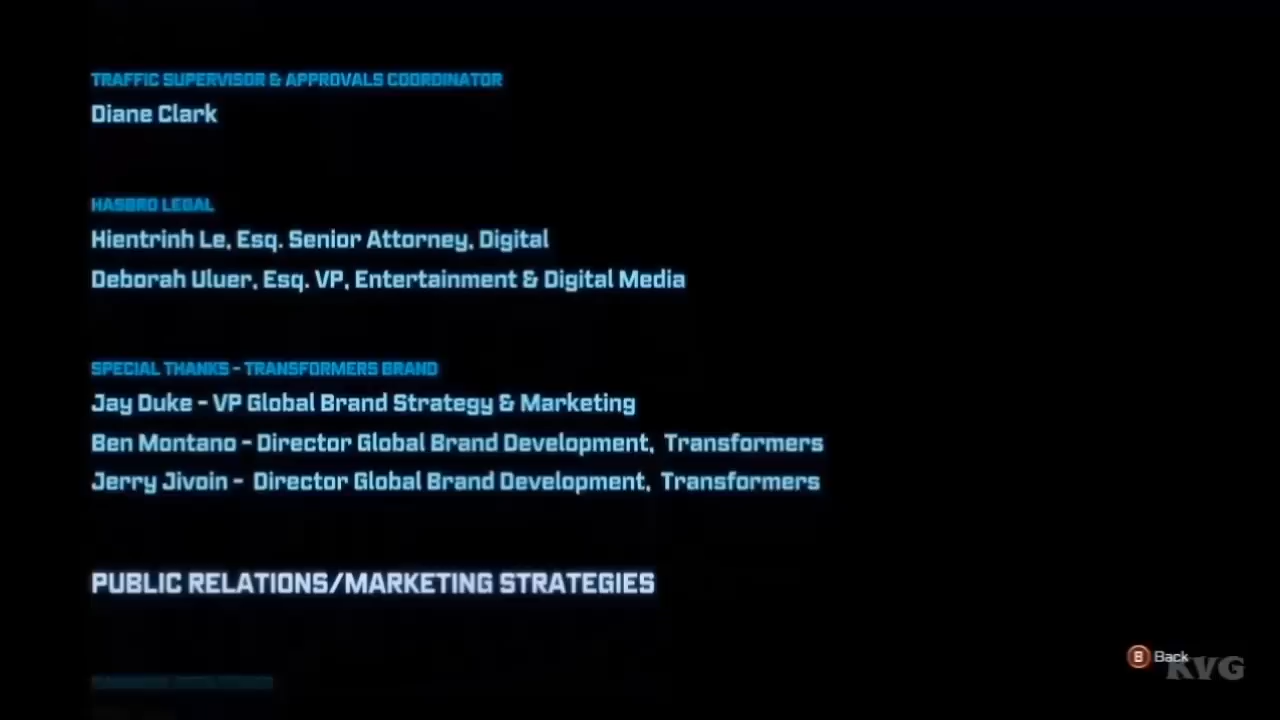 TRAFFIC SUPERVISOR & APPROVALS COORDINATOR
Diane Clark
HASBRO LEGAL
Hientrinh Le, Esq. Senior Attorney, Digital
Deborah Uluer, Esq. VP, Entertainment & Digital Media
SPECIAL THANKS - TRANSFORMERS BRAND
Jay Duke - VP Global Brand Strategy & Marketing
Ben Montano - Director Global Brand Development, Transformers
Jerry Jivoin - Director Global Brand Development, Transformers
PUBLIC RELATIONS/MARKETING STRATEGIES
B Back
KVG